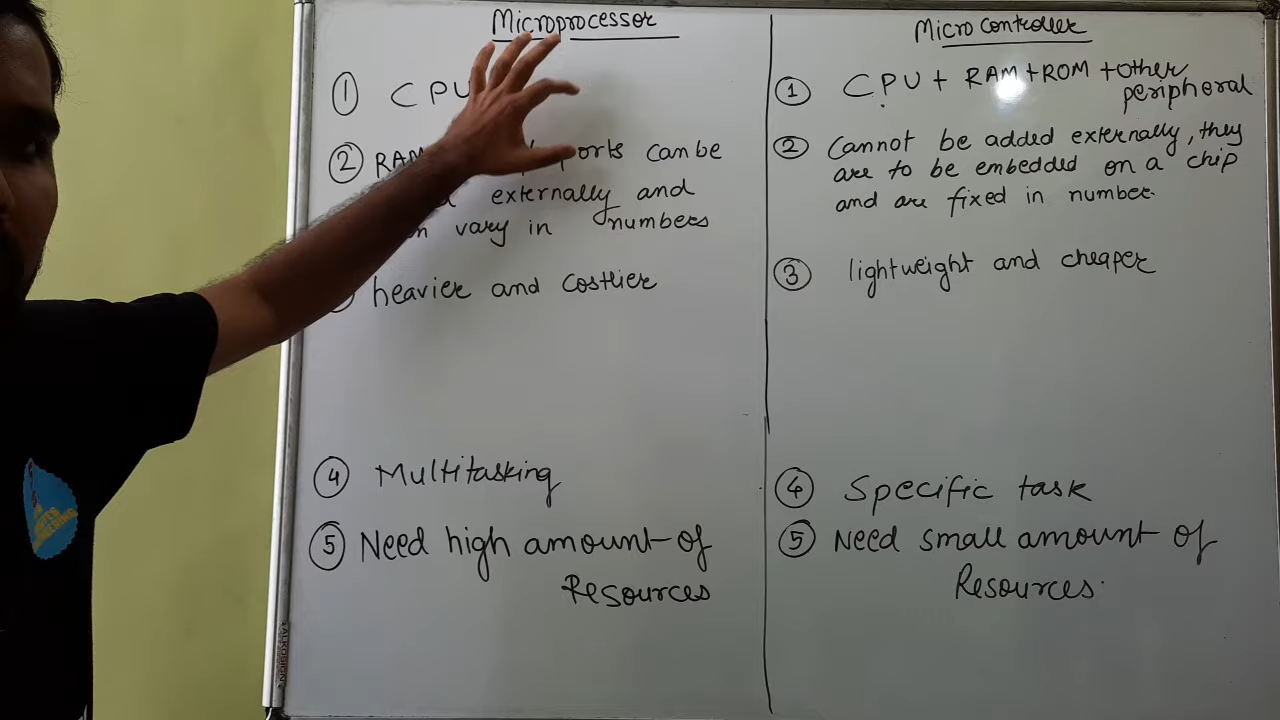 Microprocessor
① CPU
② RAM ports can be
externally and
vary in numbers
heavier and costlier
④ Multitasking
⑤ Need high amount of
Resources
Micro Controller
① CPU + RAM + ROM + other
peripheral
② Cannot be added externally, they
are to be embedded on a chip
and are fixed in number.
③ lightweight and cheaper
④ Specific task
⑤ Need small amount of
Resources.